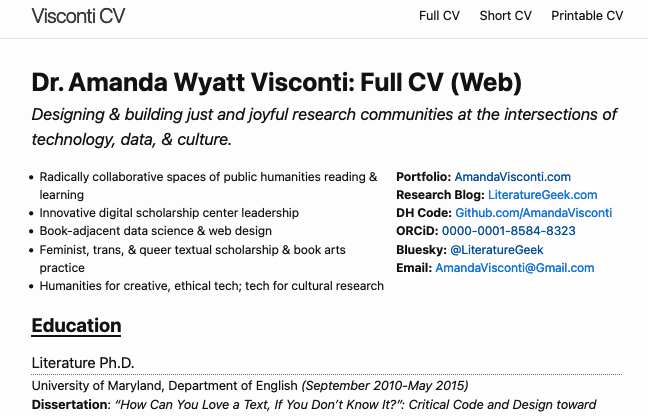 Visconti CV
Full CV Short CV Printable CV
Dr. Amanda Wyatt Visconti: Full CV (Web)
Designing & building just and joyful research communities at the intersections of
technology, data, & culture.
• Radically collaborative spaces of public humanities reading &
learning
• Innovative digital scholarship center leadership
• Book-adjacent data science & web design
• Feminist, trans, & queer textual scholarship & book arts
practice
• Humanities for creative, ethical tech; tech for cultural research
Portfolio: AmandaVisconti.com
Research Blog: LiteratureGeek.com
DH Code: Github.com/AmandaVisconti
ORCiD: 0000-0001-8584-8323
Bluesky: @LiteratureGeek
Email: AmandaVisconti@Gmail.com
Education
Literature Ph.D.
University of Maryland, Department of English (September 2010-May 2015)
Dissertation: “How Can You Love a Text, If You Don’t Know It?”: Critical Code and Design toward